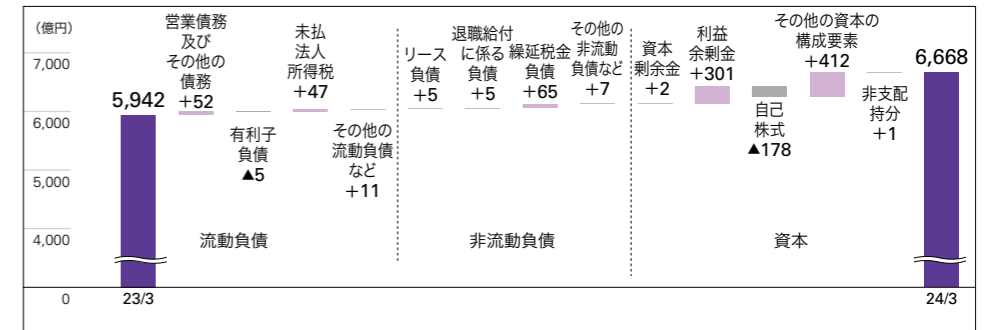 （億円）
7,000
6,000
5,000
4,000
0
5,942
23/3
営業債務
及び
その他の
債務
＋52
有利子
負債
▲5
未払
法人
所得税
＋47
その他の
流動負債
など
＋11
流動負債
リース
負債
＋5
退職給付
に係る
負債
＋5
繰延税金
負債
＋65
その他の
非流動
負債など
＋7
非流動負債
資本
剰余金
＋2
利益
余剰金
＋301
自己
株式
▲178
その他の資本の
構成要素
＋412
非支配
持分
＋1
資本
6,668
24/3